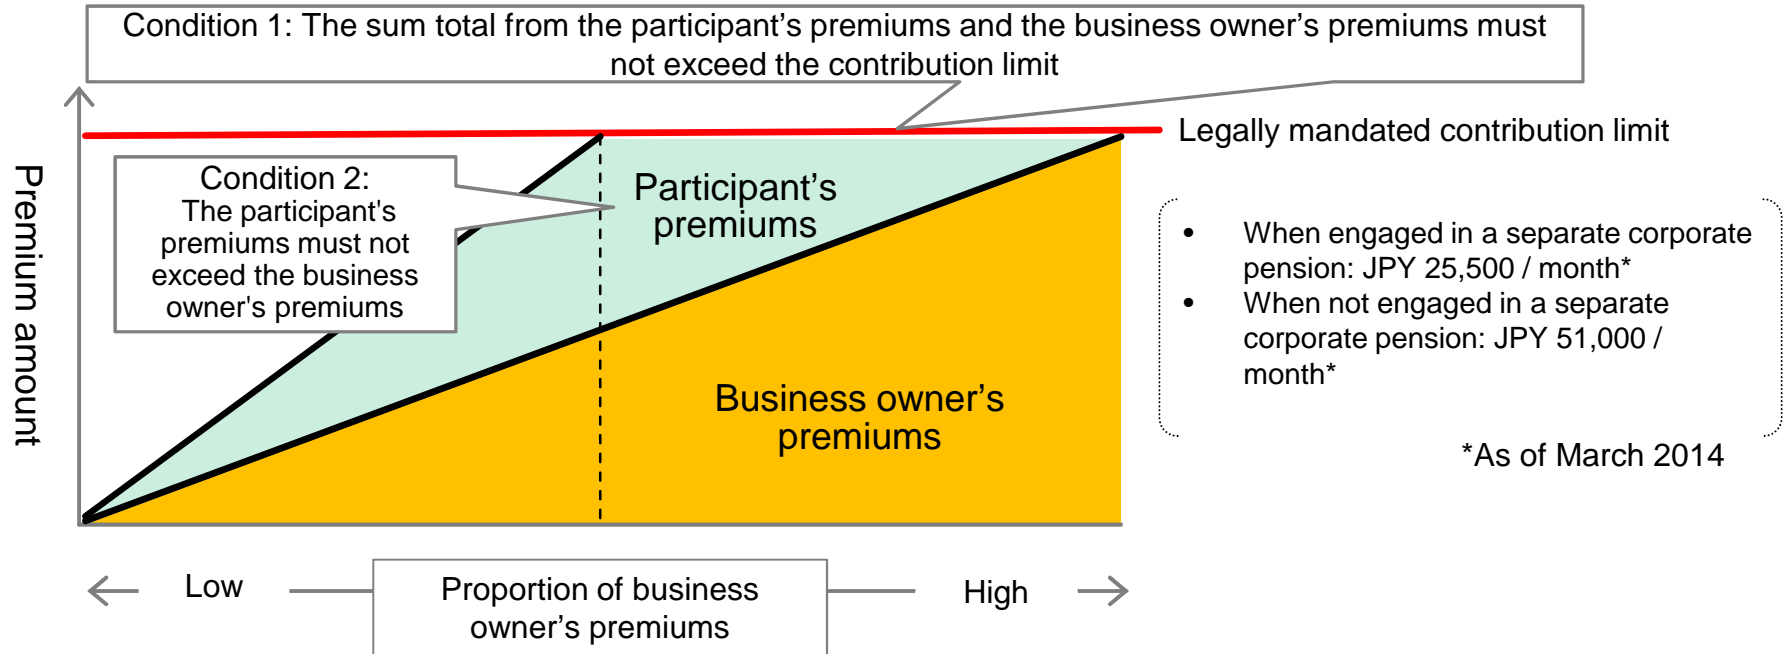 Condition 1: The sum total from the participant’s premiums and the business owner’s premiums must
not exceed the contribution limit
Legally mandated contribution limit
Premium amount
Condition 2:
The participant's
premiums must not
exceed the business
owner's premiums
Participant’s
premiums
Business owner’s
premiums
• When engaged in a separate corporate
pension: JPY 25,500 / month*
• When not engaged in a separate
corporate pension: JPY 51,000 /
month*
*As of March 2014
Low
Proportion of business
owner’s premiums
High